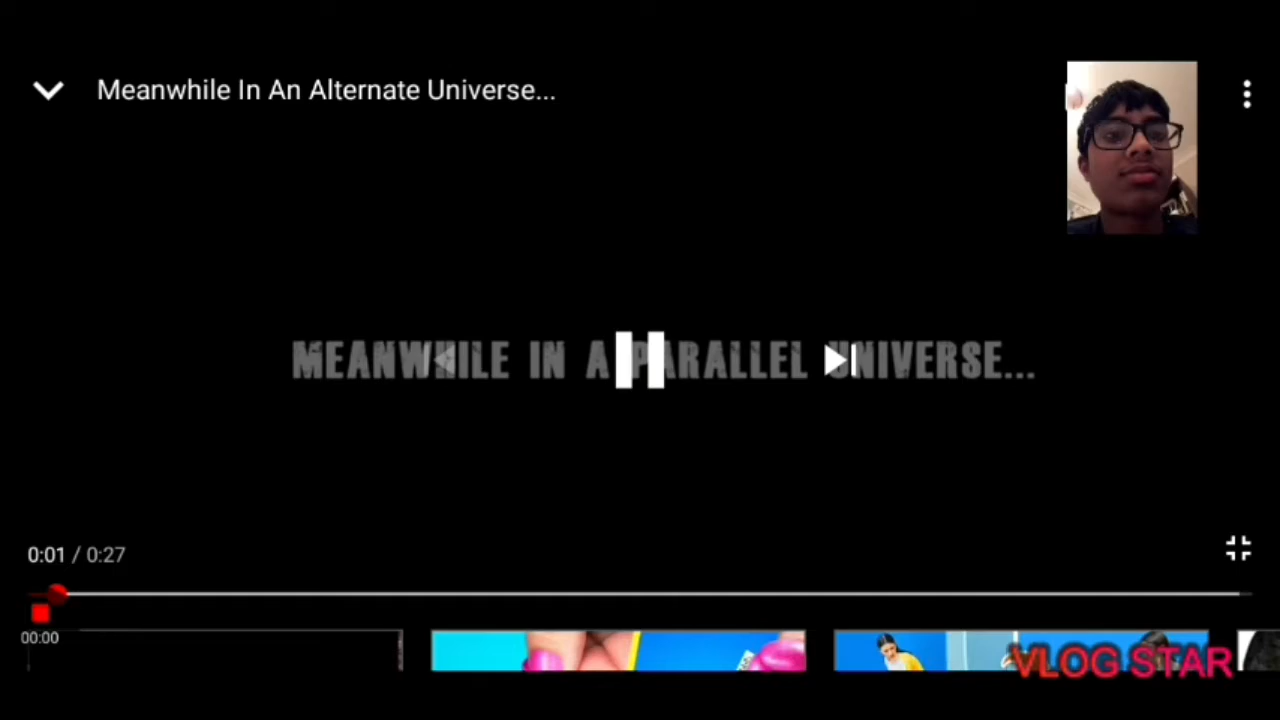 Meanwhile In An Alternate Universe...
MEANWHILE IN A PARALLEL UNIVERSE...
0:01 / 0:27
00:00
VLOG STAR